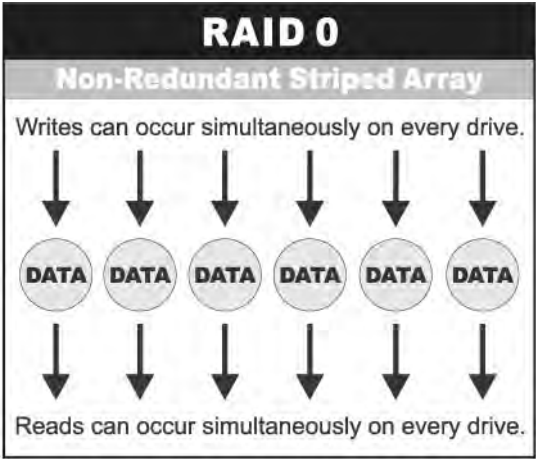 RAID 0
Non-Redundant Striped Array
Writes can occur simultaneously on every drive.
DATA DATA DATA DATA DATA DATA
Reads can occur simultaneously on every drive.